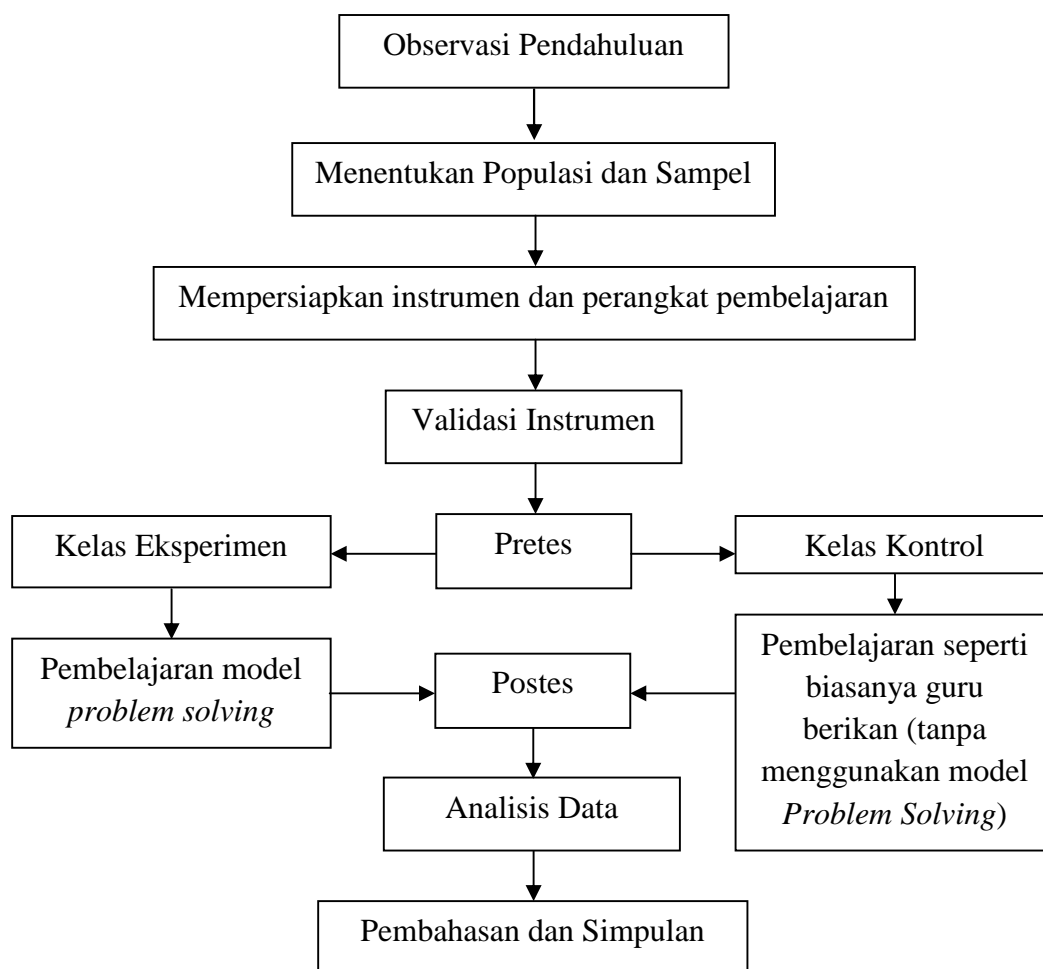 Observasi Pendahuluan
Menentukan Populasi dan Sampel
Mempersiapkan instrumen dan perangkat pembelajaran
Validasi Instrumen
Kelas Eksperimen
Pretes
Kelas Kontrol
Pembelajaran model
problem solving
Postes
Pembelajaran seperti
biasanya guru
berikan (tanpa
menggunakan model
Problem Solving)
Analisis Data
Pembahasan dan Simpulan